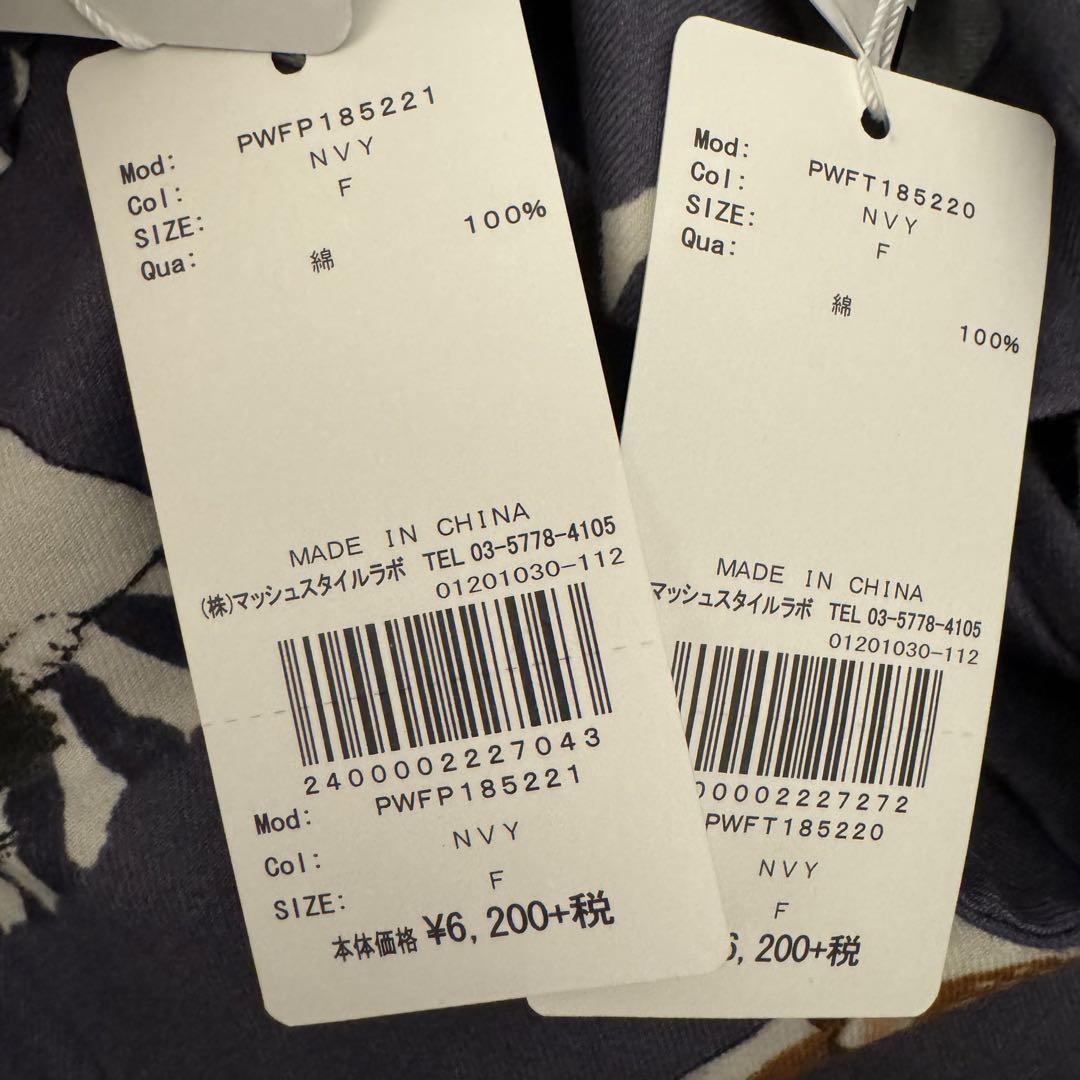 Mod: PWFP185221
Col: NVY
SIZE: F
Qua:
綿 100%
MADE IN CHINA
(株)マッシュスタイルラボ TEL 03-5778-4105
01201030-112
2400002227043
Mod: PWFP185221
Col: NVY
SIZE: F
本体価格 ¥6,200+税
Mod: PWFT185220
Col: NVY
SIZE: F
Qua:
綿 100%
MADE IN CHINA
マッシュスタイルラボ TEL 03-5778-4105
01201030-112
00002227272
PWFT185220
NVY
F
6,200+税